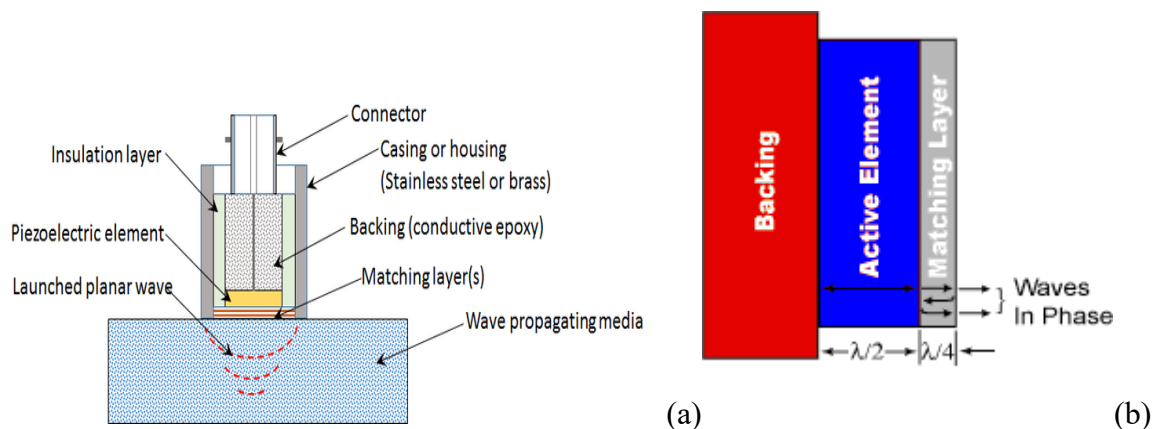 Connector
Insulation layer
Casing or housing
(Stainless steel or brass)
Piezoelectric element
Backing (conductive epoxy)
Launched planar wave
Matching layer(s)
Wave propagating media
(a)
Backing
Active Element
Matching Layer
Waves
In Phase
λ/2
λ/4
(b)